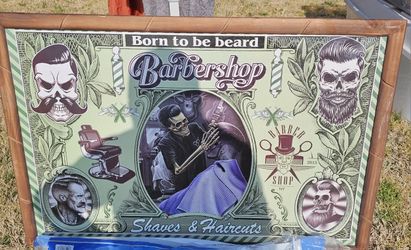 Born to be beard
Barbershop
BARBER
SHOP
Shaves & Haircuts